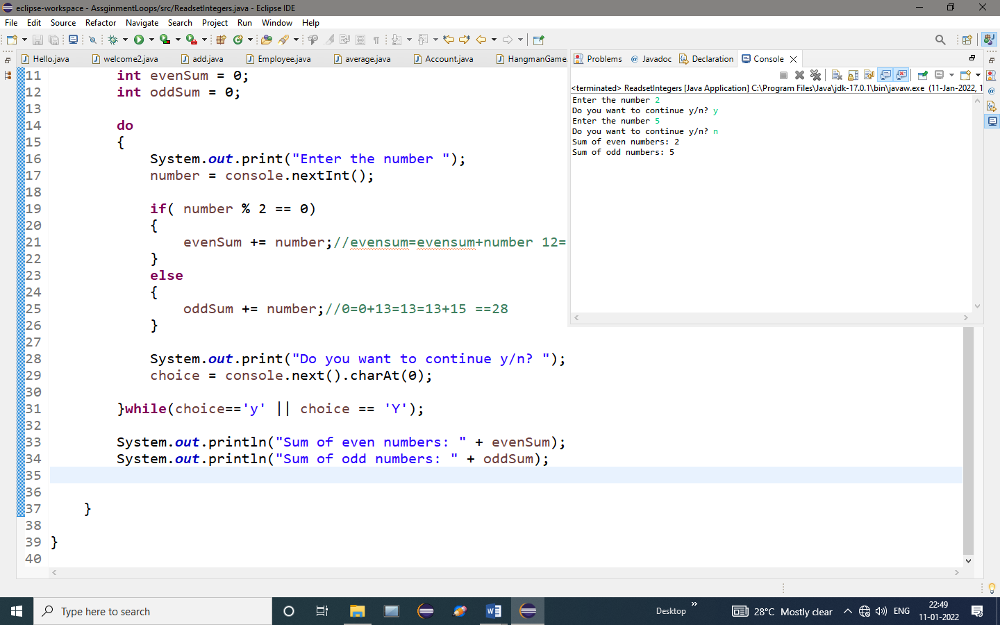 eclipse-workspace - AssginmentLoops/src/ReadsetIntegers.java - Eclipse IDE
File Edit Source Refactor Navigate Search Project Run Window Help
Hello.java welcome2.java add.java Employee.java average.java Account.java HangmanGame. Problems @ Javadoc Declaration Console
<terminated> ReadsetIntegers [Java Application] C:\Program Files\Java\jdk-17.0.1\bin\javaw.exe (11-Jan-2022, 1
Enter the number 2
Do you want to continue y/n? y
Enter the number 5
Do you want to continue y/n? n
Sum of even numbers: 2
Sum of odd numbers: 5
11 int evenSum = 0;
12 int oddSum = 0;
13
14 do
15 {
16 System.out.print("Enter the number ");
17 number = console.nextInt();
18
19 if( number % 2 == 0)
20 {
21 evenSum += number;//evensum=evensum+number 12=
22 }
23 else
24 {
25 oddSum += number;//0=0+13=13=13+15 ==28
26 }
27
28 System.out.print("Do you want to continue y/n? ");
29 choice = console.next().charAt(0);
30
31 }while(choice=='y' || choice == 'Y');
32
33 System.out.println("Sum of even numbers: " + evenSum);
34 System.out.println("Sum of odd numbers: " + oddSum);
35
36
37 }
38
39 }
40
Type here to search
Desktop
28°C Mostly clear
ENG
22:49
11-01-2022